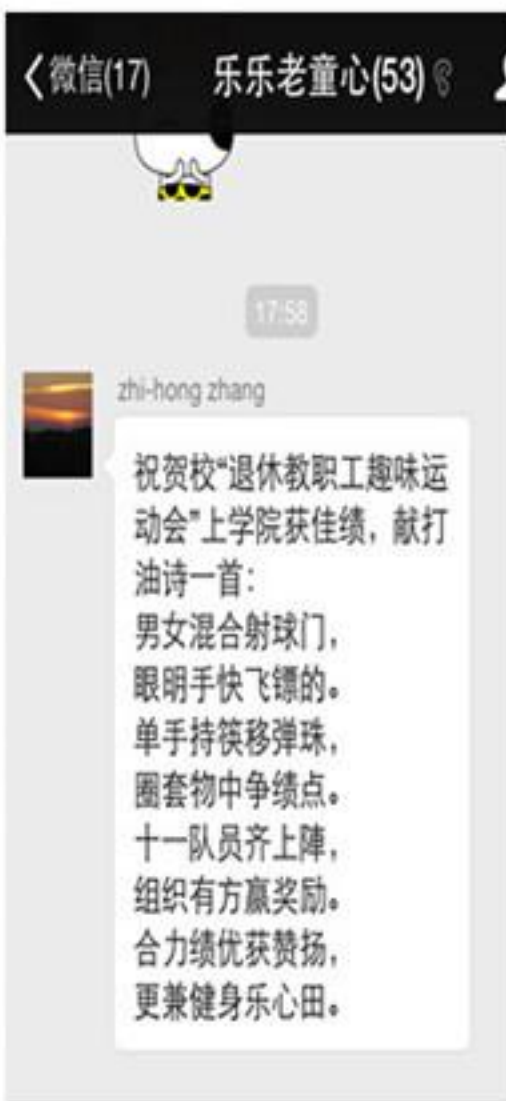 微信(17) 乐乐老童心(53)
17:58
zhi-hong zhang
祝贺校“退休教职工趣味运
动会”上学院获佳绩，献打
油诗一首：
男女混合射球门，
眼明手快飞镖的。
单手持筷移弹珠，
圈套物中争绩点。
十一队员齐上陣，
组织有方赢奖励。
合力绩优获赞扬，
更兼健身乐心田。